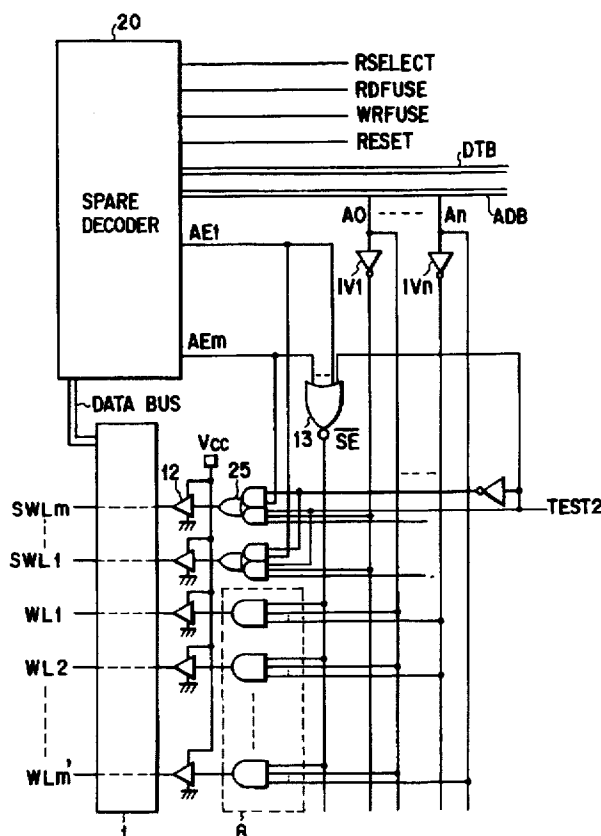 20
RSELECT
RDFUSE
WRFUSE
RESET
DTB
SPARE
DECODER
A0
An
ADB
AE1
IV1
IVn
AEm
DATA BUS
13
SE
Vcc
12
25
SWLm
TEST2
SWL1
WL1
WL2
WLm'
1
8